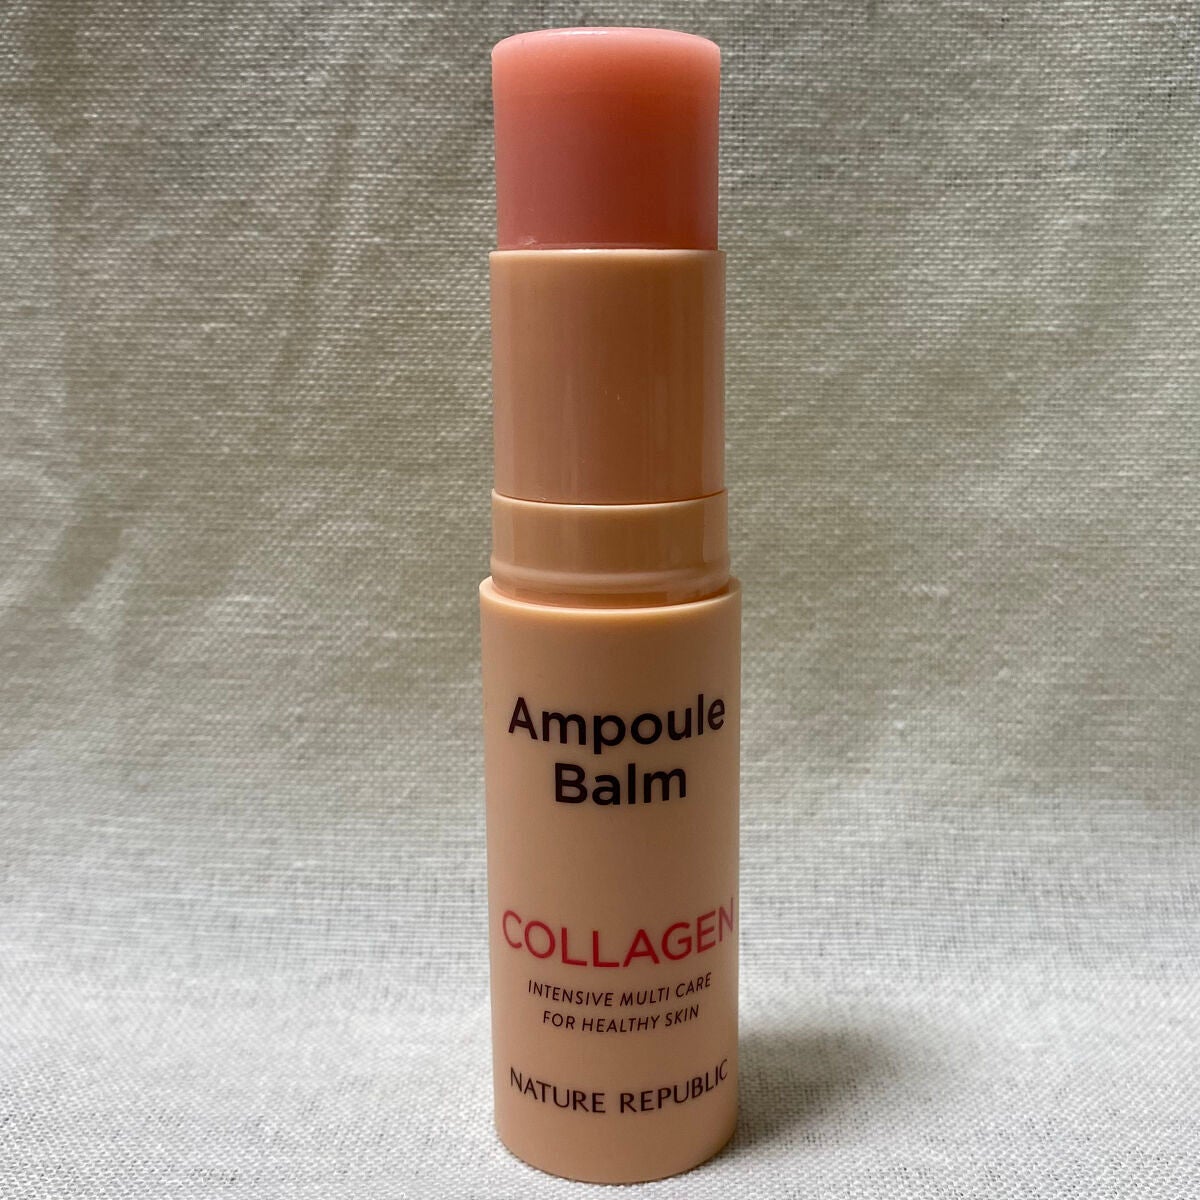 Ampoule
Balm
COLLAGEN
INTENSIVE MULTI CARE
FOR HEALTHY SKIN
NATURE REPUBLIC